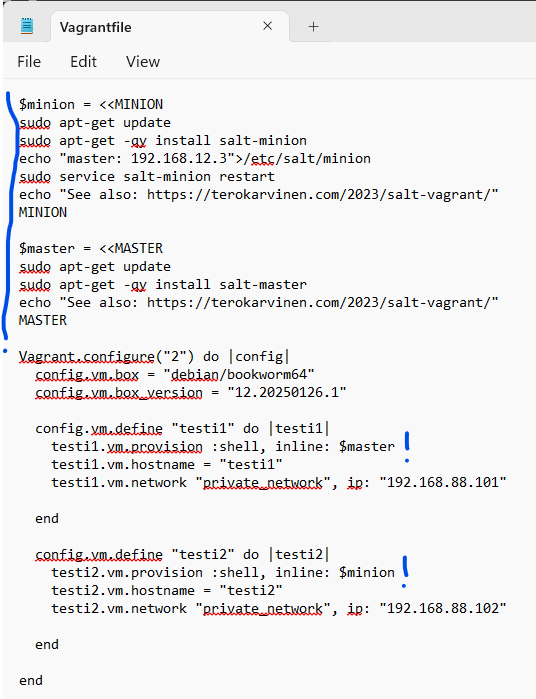 Vagrantfile
File Edit View
$minion = <<MINION
sudo apt-get update
sudo apt-get -qy install salt-minion
echo "master: 192.168.12.3">/etc/salt/minion
sudo service salt-minion restart
echo "See also: https://terokarvinen.com/2023/salt-vagrant/"
MINION
$master = <<MASTER
sudo apt-get update
sudo apt-get -qy install salt-master
echo "See also: https://terokarvinen.com/2023/salt-vagrant/"
MASTER
Vagrant.configure("2") do |config|
config.vm.box = "debian/bookworm64"
config.vm.box_version = "12.20250126.1"
config.vm.define "testi1" do |testi1|
testi1.vm.provision :shell, inline: $master !
testi1.vm.hostname = "testi1"
testi1.vm.network "private_network", ip: "192.168.88.101"
end
config.vm.define "testi2" do |testi2|
testi2.vm.provision :shell, inline: $minion !
testi2.vm.hostname = "testi2"
testi2.vm.network "private_network", ip: "192.168.88.102"
end
end